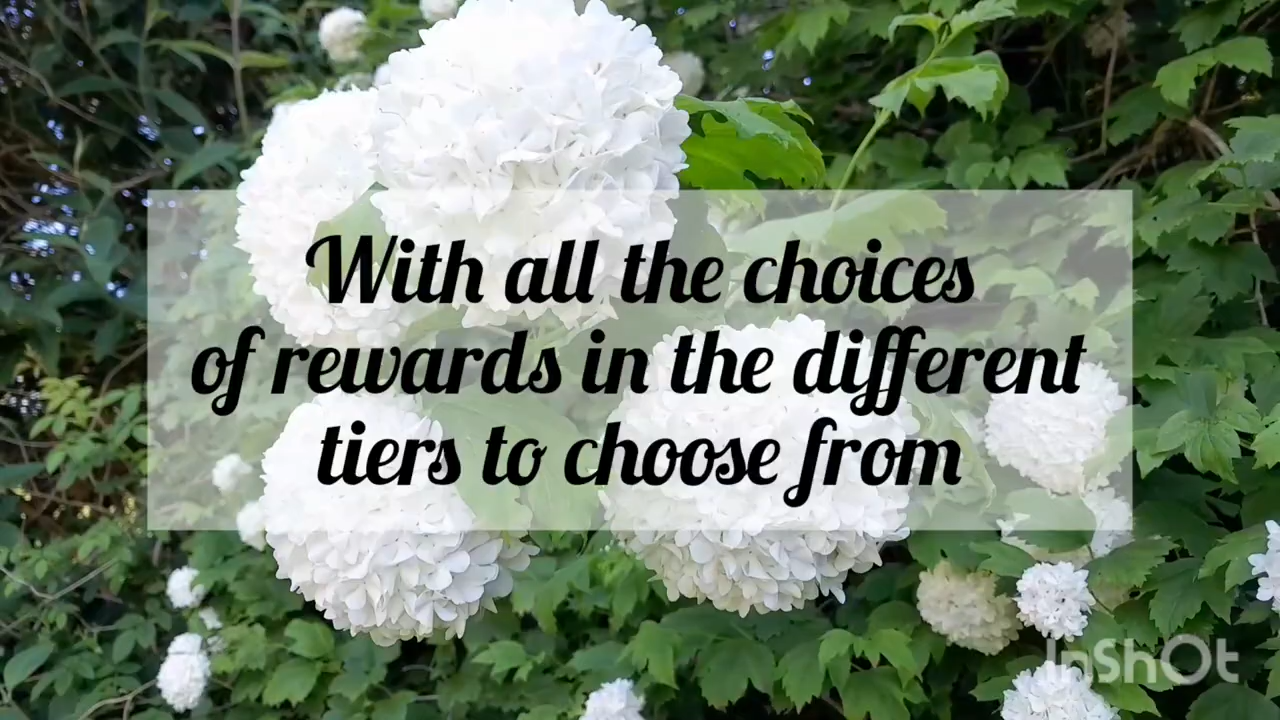 With all the choices
of rewards in the different
tiers to choose from
InShOt